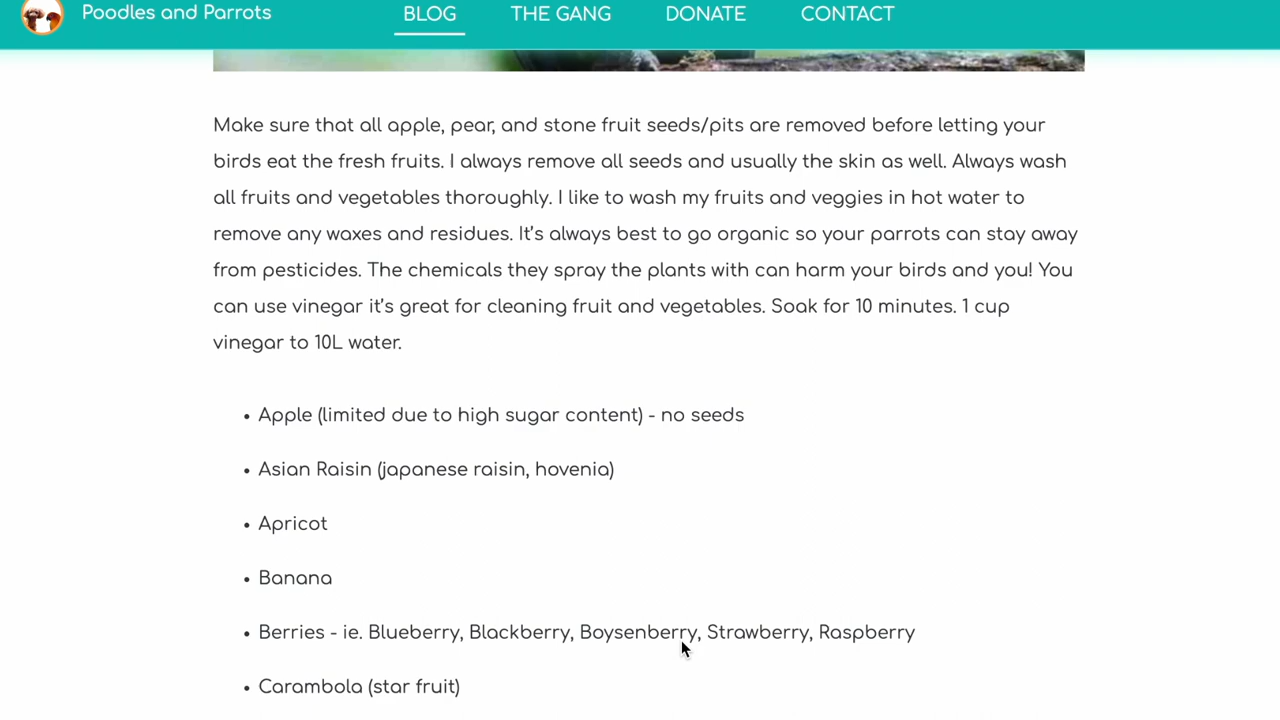 Poodles and Parrots
BLOG
THE GANG
DONATE
CONTACT
Make sure that all apple, pear, and stone fruit seeds/pits are removed before letting your
birds eat the fresh fruits. I always remove all seeds and usually the skin as well. Always wash
all fruits and vegetables thoroughly. I like to wash my fruits and veggies in hot water to
remove any waxes and residues. It’s always best to go organic so your parrots can stay away
from pesticides. The chemicals they spray the plants with can harm your birds and you! You
can use vinegar it’s great for cleaning fruit and vegetables. Soak for 10 minutes. 1 cup
vinegar to 10L water.
• Apple (limited due to high sugar content) - no seeds
• Asian Raisin (japanese raisin, hovenia)
• Apricot
• Banana
• Berries - ie. Blueberry, Blackberry, Boysenberry, Strawberry, Raspberry
• Carambola (star fruit)